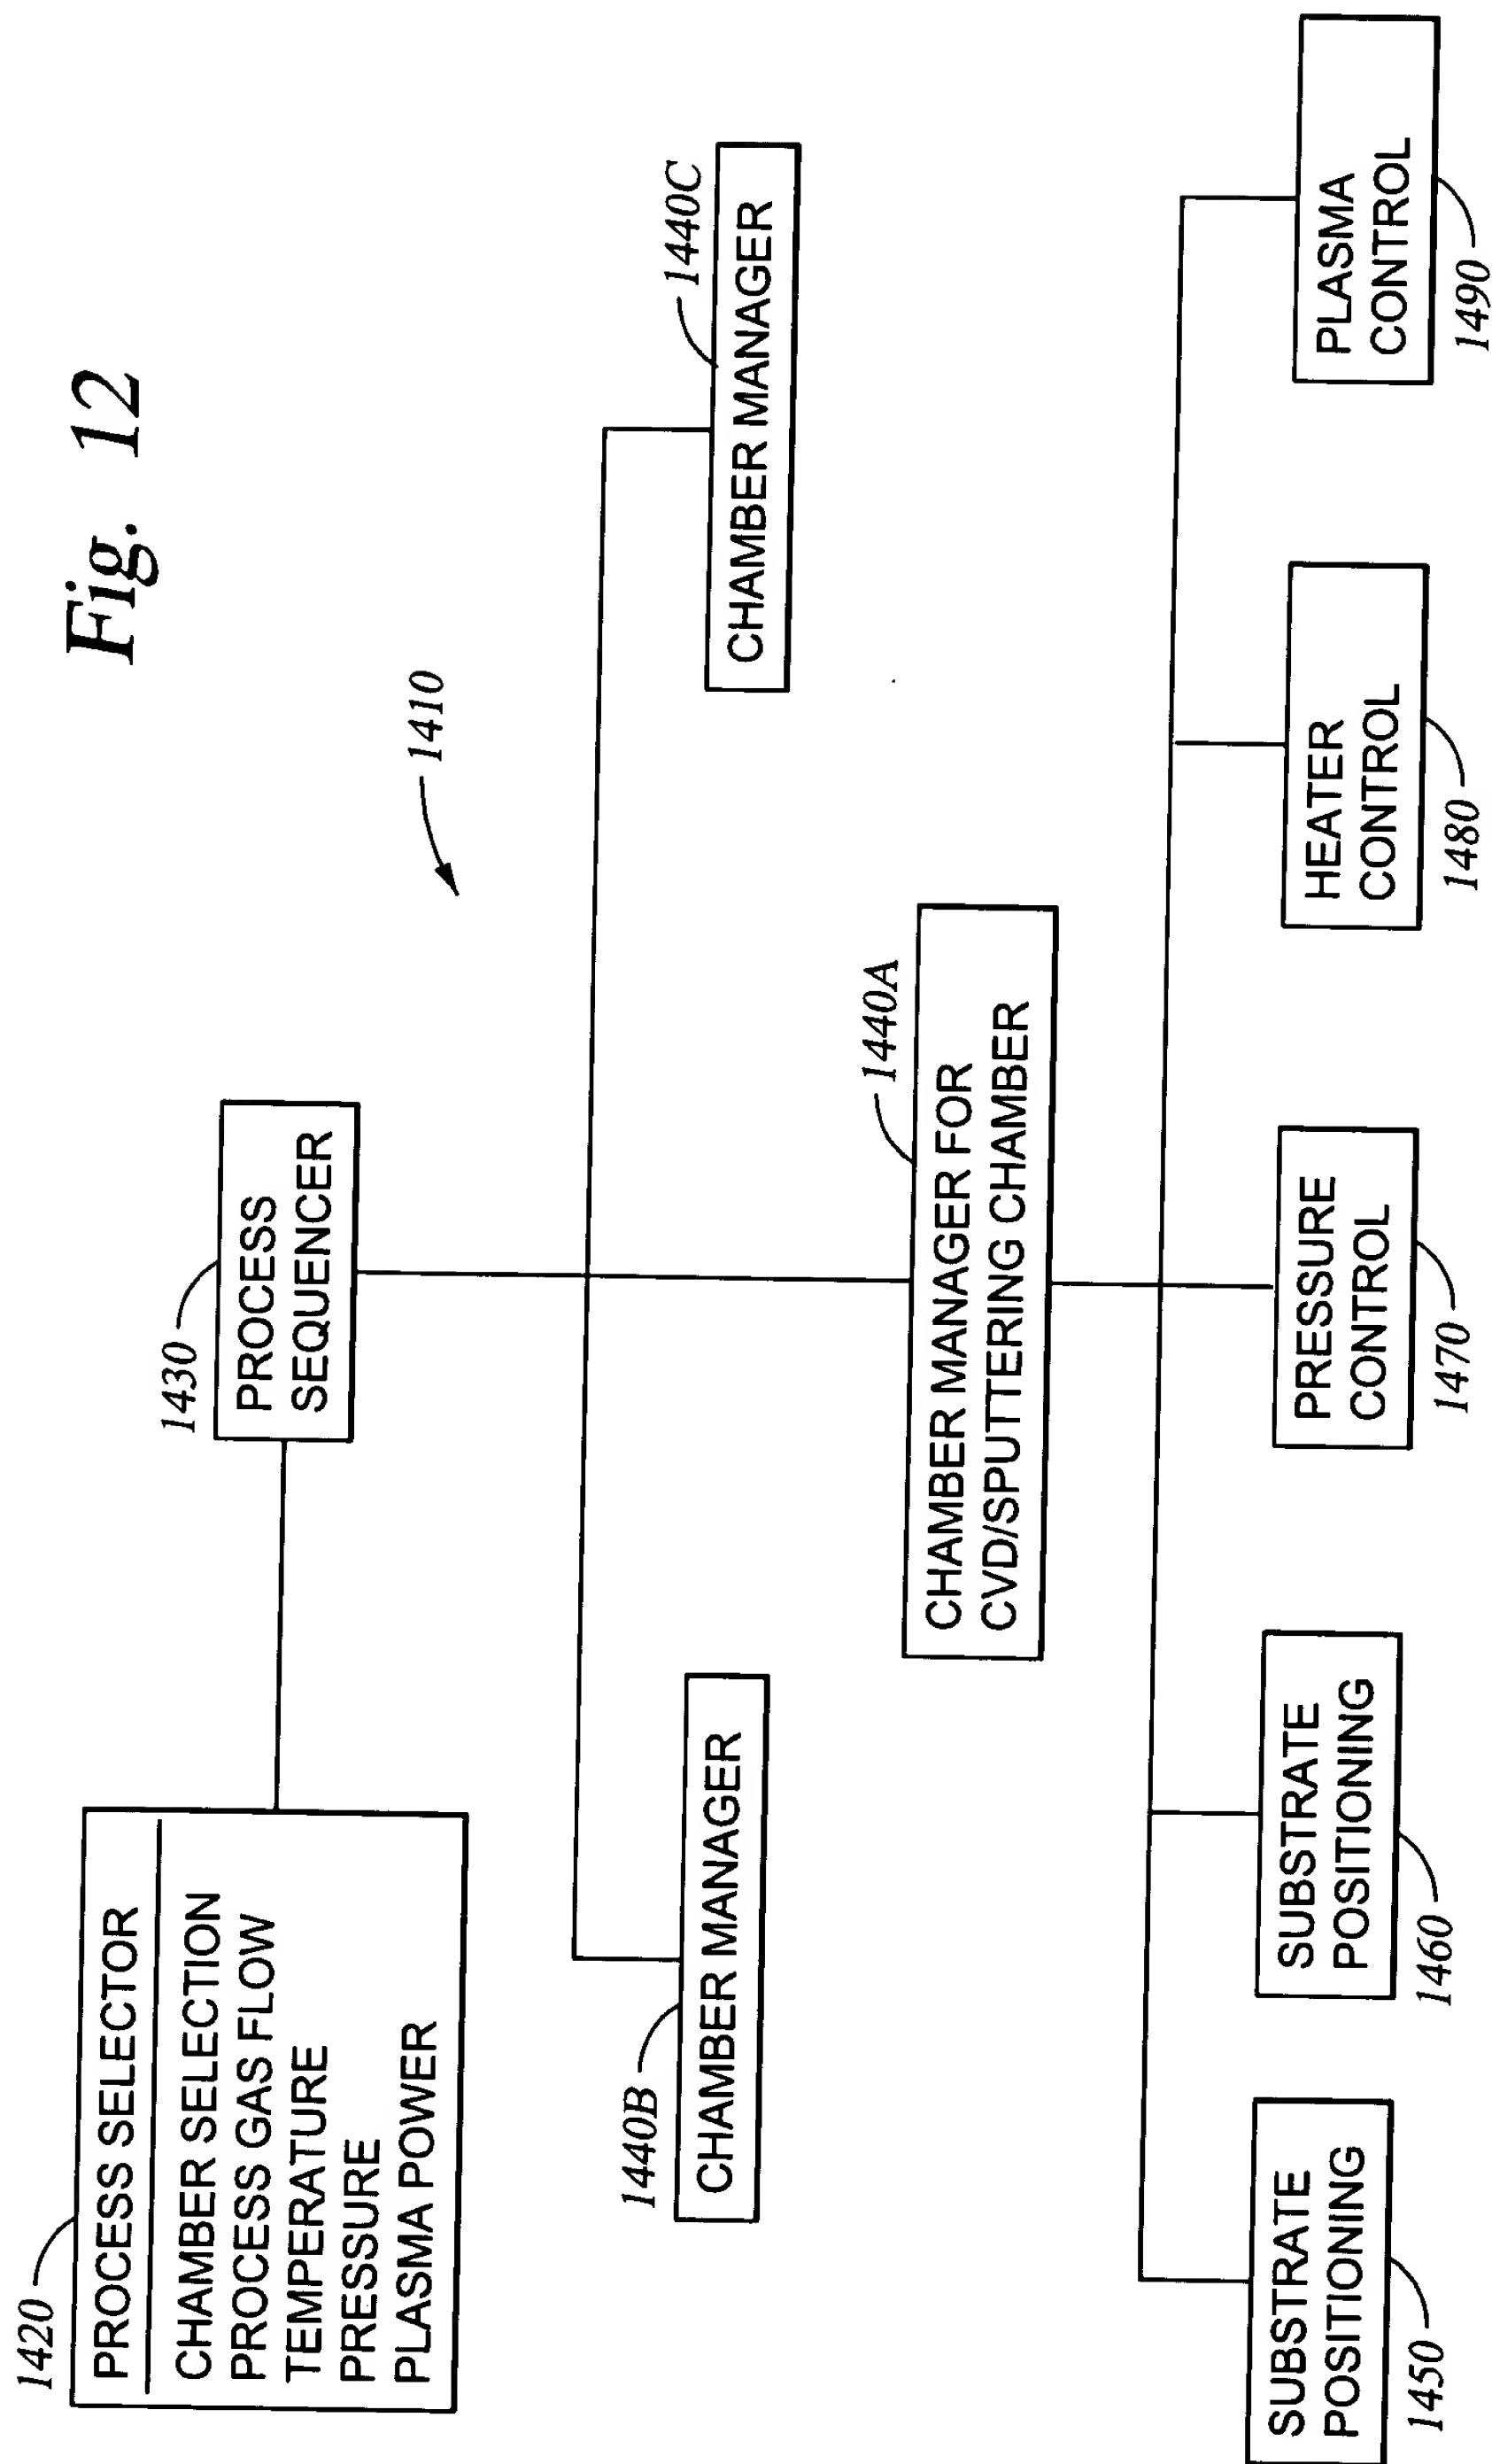 Fig. 12
1410
1420
PROCESS SELECTOR
CHAMBER SELECTION
PROCESS GAS FLOW
TEMPERATURE
PRESSURE
PLASMA POWER
1430
PROCESS
SEQUENCER
1440B
CHAMBER MANAGER
1440C
CHAMBER MANAGER
1440A
CHAMBER MANAGER FOR
CVD/SPUTTERING CHAMBER
SUBSTRATE
POSITIONING
1450
SUBSTRATE
POSITIONING
1460
PRESSURE
CONTROL
1470
HEATER
CONTROL
1480
PLASMA
CONTROL
1490